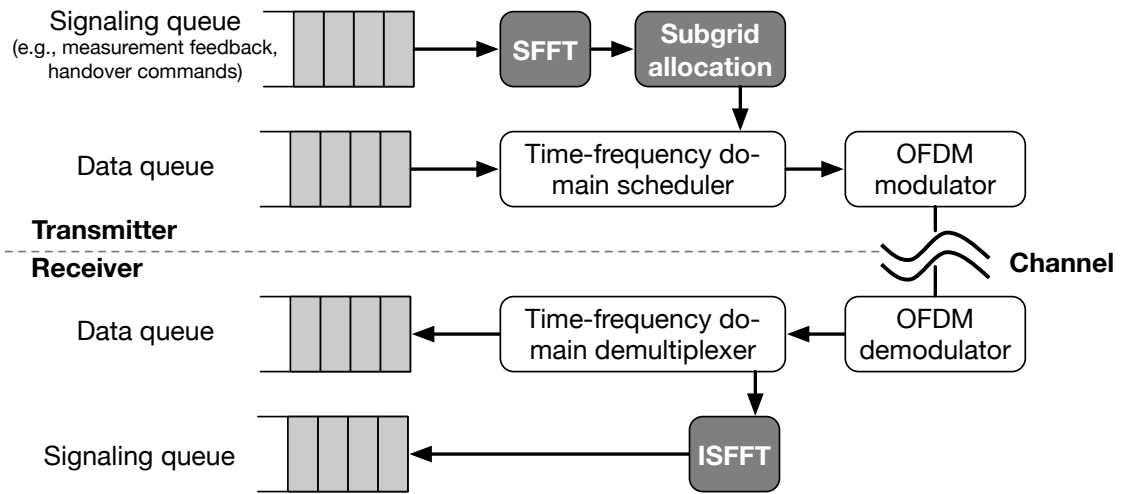 Signaling queue
(e.g., measurement feedback,
handover commands)
SFFT
Subgrid
allocation
Data queue
Time-frequency do-
main scheduler
OFDM
modulator
Transmitter
Receiver
Channel
Data queue
Time-frequency do-
main demultiplexer
OFDM
demodulator
Signaling queue
ISFFT